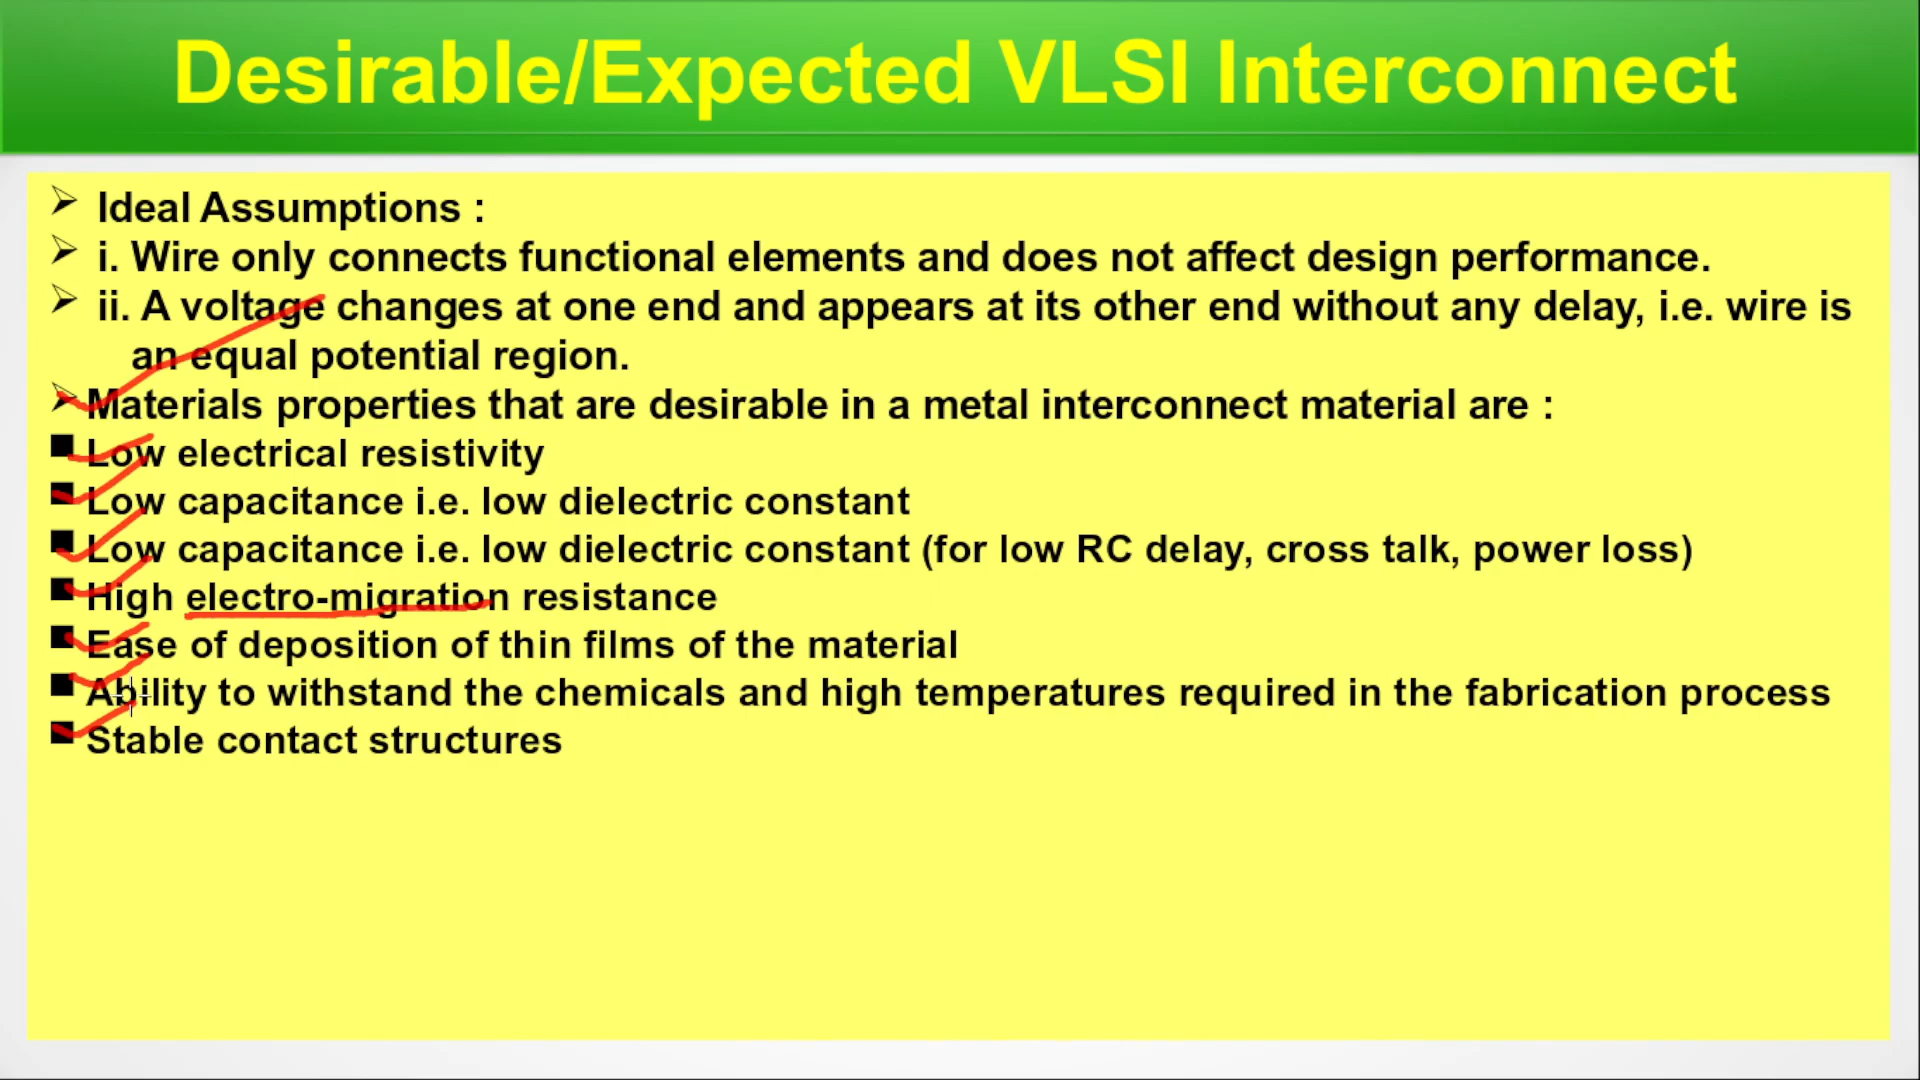 Desirable/Expected VLSI Interconnect
Ideal Assumptions :
i. Wire only connects functional elements and does not affect design performance.
ii. A voltage changes at one end and appears at its other end without any delay, i.e. wire is
an equal potential region.
Materials properties that are desirable in a metal interconnect material are :
Low electrical resistivity
Low capacitance i.e. low dielectric constant
Low capacitance i.e. low dielectric constant (for low RC delay, cross talk, power loss)
High electro-migration resistance
Ease of deposition of thin films of the material
Ability to withstand the chemicals and high temperatures required in the fabrication process
Stable contact structures